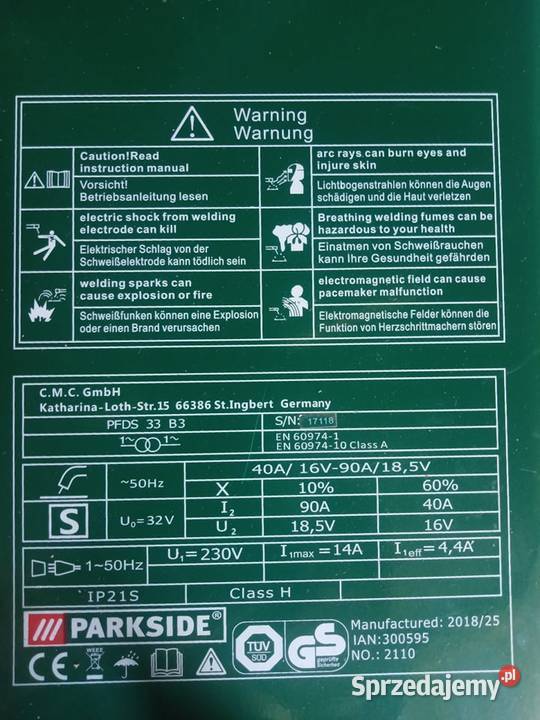 Warning
Warnung
Caution!Read
instruction manual
Vorsicht!
Betriebsanleitung lesen
arc rays can burn eyes and
injure skin
Lichtbogenstrahlen können die Augen
schädigen und die Haut verletzen
electric shock from welding
electrode can kill
Elektrischer Schlag von der
Schweißelektrode kann tödlich sein
Breathing welding fumes can be
hazardous to your health
Einatmen von Schweißrauchen
kann Ihre Gesundheit gefährden
welding sparks can
cause explosion or fire
Schweißfunken können eine Explosion
oder einen Brand verursachen
electromagnetic field can cause
pacemaker malfunction
Elektromagnetische Felder können die
Funktion von Herzschrittmachern stören
C.M.C. GmbH
Katharina-Loth-Str.15 66386 St.Ingbert Germany
PFDS 33 B3
S/N: 17118
1~ 1~
EN 60974-1
EN 60974-10 Class A
~50Hz
40A/ 16V-90A/18,5V
X 10% 60%
S
U₀=32V
I₂ 90A 40A
U₂ 18,5V 16V
1~50Hz
U₁=230V
I₁max=14A
I₁eff=4,4A
IP21S
Class H
PARKSIDE®
TÜV
SÜD
GS
geprüfte
Sicherheit
Manufactured: 2018/25
IAN:300595
NO.: 2110
CE
WEEE
Sprzedajemy.pl